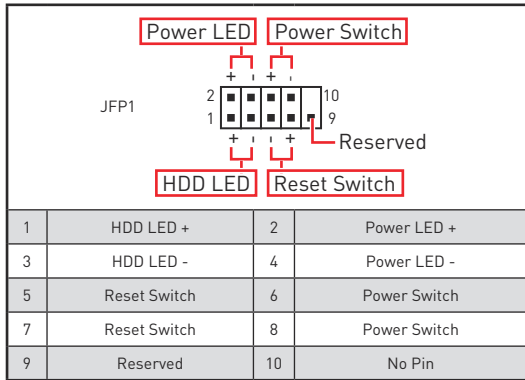 Power LED Power Switch
+ - + -
JFP1
2 10
1 9
+ - - +
Reserved
HDD LED Reset Switch
1 HDD LED + 2 Power LED +
3 HDD LED - 4 Power LED -
5 Reset Switch 6 Power Switch
7 Reset Switch 8 Power Switch
9 Reserved 10 No Pin